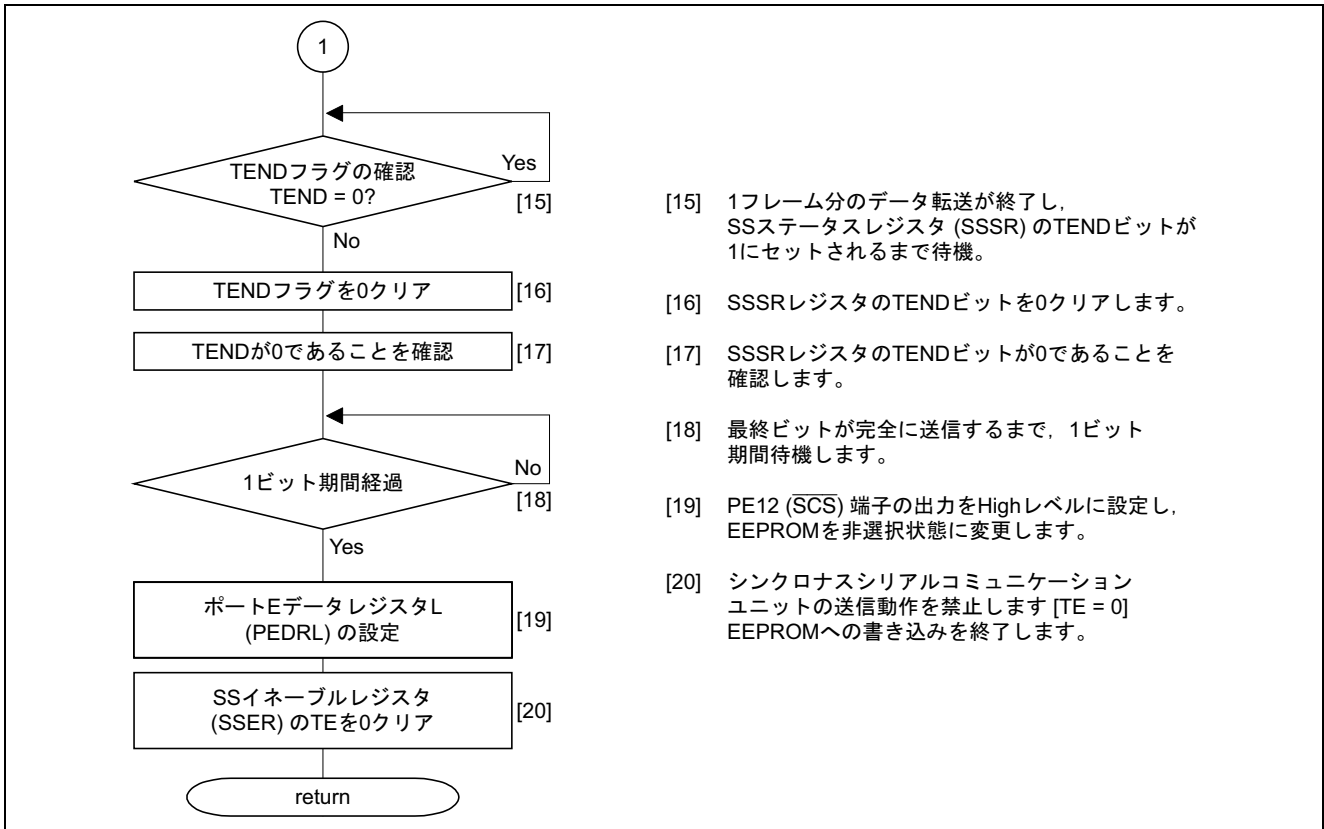 1
TENDフラグの確認
TEND = 0?
Yes
[15]
No
TENDフラグを0クリア
[16]
TENDが0であることを確認
[17]
1ビット期間経過
No
[18]
Yes
ポートEデータレジスタL
(PEDRL) の設定
[19]
SSイネーブルレジスタ
(SSER) のTEを0クリア
[20]
return
[15] 1フレーム分のデータ転送が終了し,
SSステータスレジスタ (SSSR) のTENDビットが
1にセットされるまで待機。
[16] SSSRレジスタのTENDビットを0クリアします。
[17] SSSRレジスタのTENDビットが0であることを
確認します。
[18] 最終ビットが完全に送信するまで, 1ビット
期間待機します。
[19] PE12 (S̅C̅S̅) 端子の出力をHighレベルに設定し,
EEPROMを非選択状態に変更します。
[20] シンクロナスシリアルコミュニケーション
ユニットの送信動作を禁止します [TE = 0]
EEPROMへの書き込みを終了します。